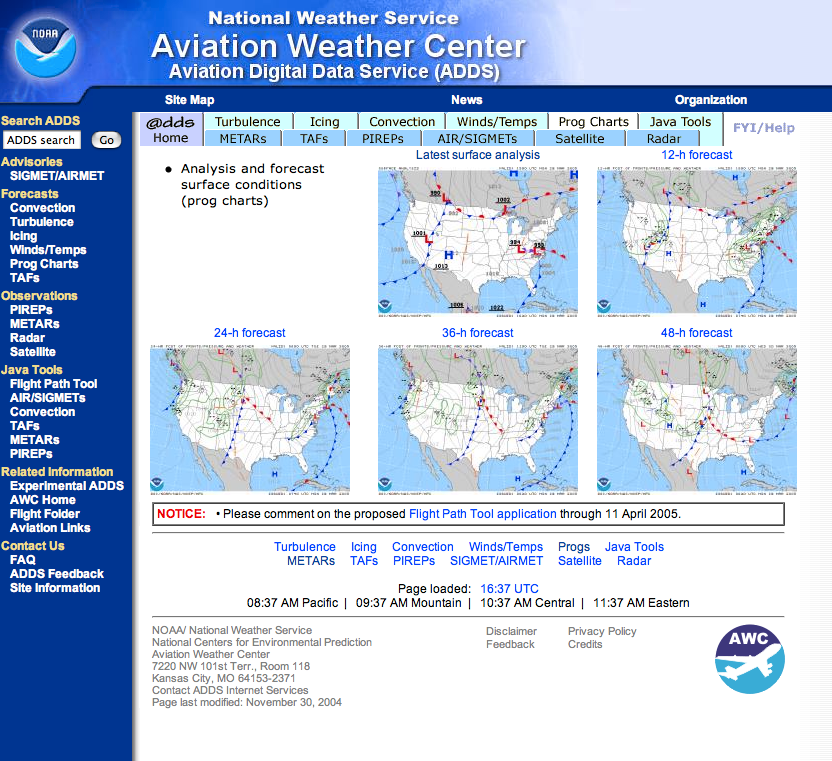 NOAA
National Weather Service
Aviation Weather Center
Aviation Digital Data Service (ADDS)
Site Map News Organization
Search ADDS
ADDS search Go
Advisories
SIGMET/AIRMET
Forecasts
Convection
Turbulence
Icing
Winds/Temps
Prog Charts
TAFs
Observations
PIREPs
METARs
Radar
Satellite
Java Tools
Flight Path Tool
AIR/SIGMETs
Convection
TAFs
METARs
PIREPs
Related Information
Experimental ADDS
AWC Home
Flight Folder
Aviation Links
Contact Us
FAQ
ADDS Feedback
Site Information
@dds Turbulence Icing Convection Winds/Temps Prog Charts Java Tools
Home METARs TAFs PIREPs AIR/SIGMETs Satellite Radar
FYI/Help
• Analysis and forecast
surface conditions
(prog charts)
Latest surface analysis
12-h forecast
24-h forecast
36-h forecast
48-h forecast
NOTICE: • Please comment on the proposed Flight Path Tool application through 11 April 2005.
Turbulence Icing Convection Winds/Temps Progs Java Tools
METARs TAFs PIREPs SIGMET/AIRMET Satellite Radar
Page loaded: 16:37 UTC
08:37 AM Pacific | 09:37 AM Mountain | 10:37 AM Central | 11:37 AM Eastern
NOAA/ National Weather Service
National Centers for Environmental Prediction
Aviation Weather Center
7220 NW 101st Terr., Room 118
Kansas City, MO 64153-2371
Contact ADDS Internet Services
Page last modified: November 30, 2004
Disclaimer Privacy Policy
Feedback Credits
AWC